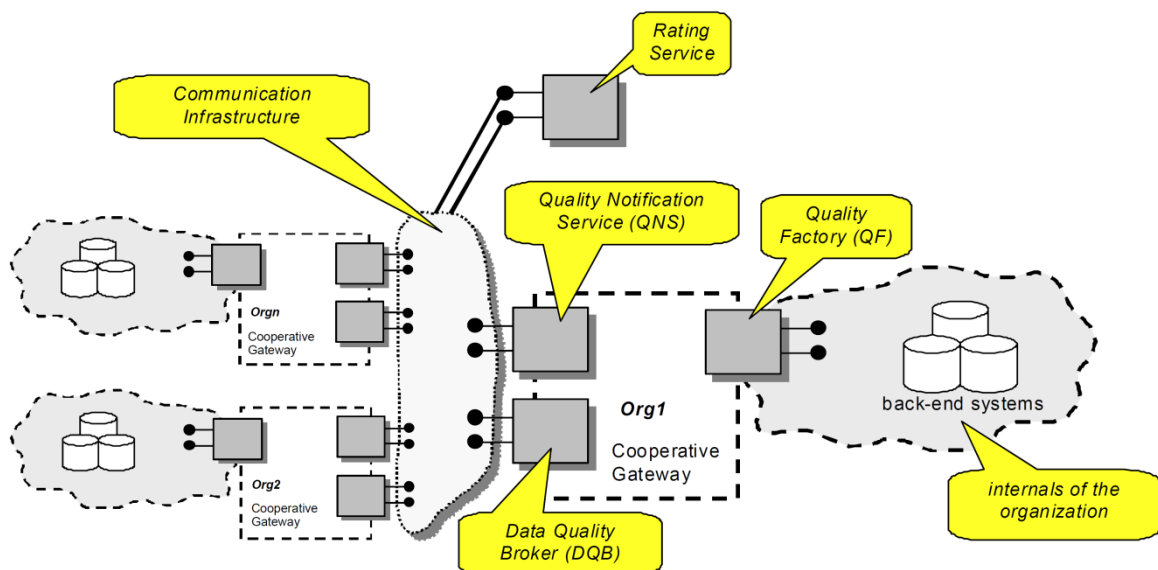 Rating
Service
Communication
Infrastructure
Quality Notification
Service (QNS)
Quality
Factory (QF)
Orgn
Cooperative
Gateway
Org1
Cooperative
Gateway
back-end systems
Org2
Cooperative
Gateway
Data Quality
Broker (DQB)
internals of the
organization